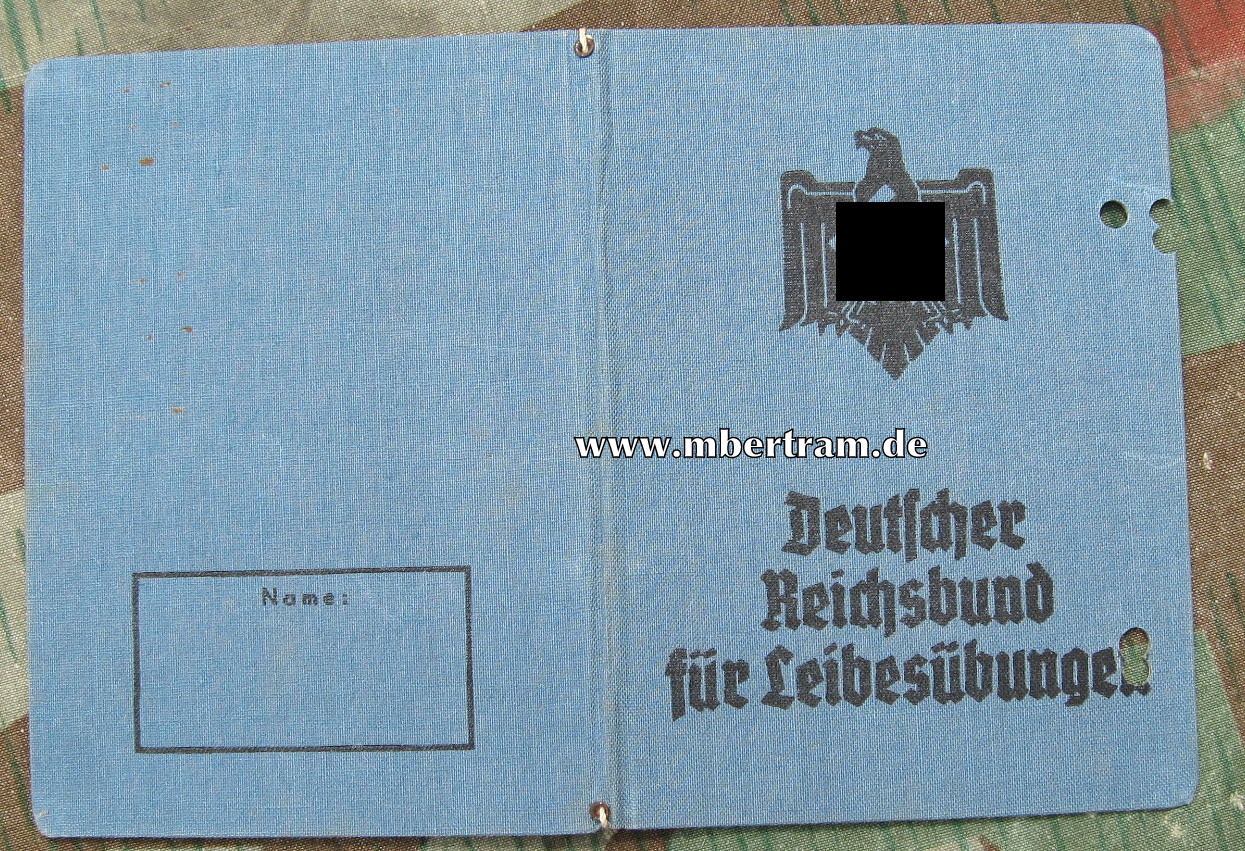 Name:
www.mbertram.de
Deutscher
Reichsbund
für Leibesübungen